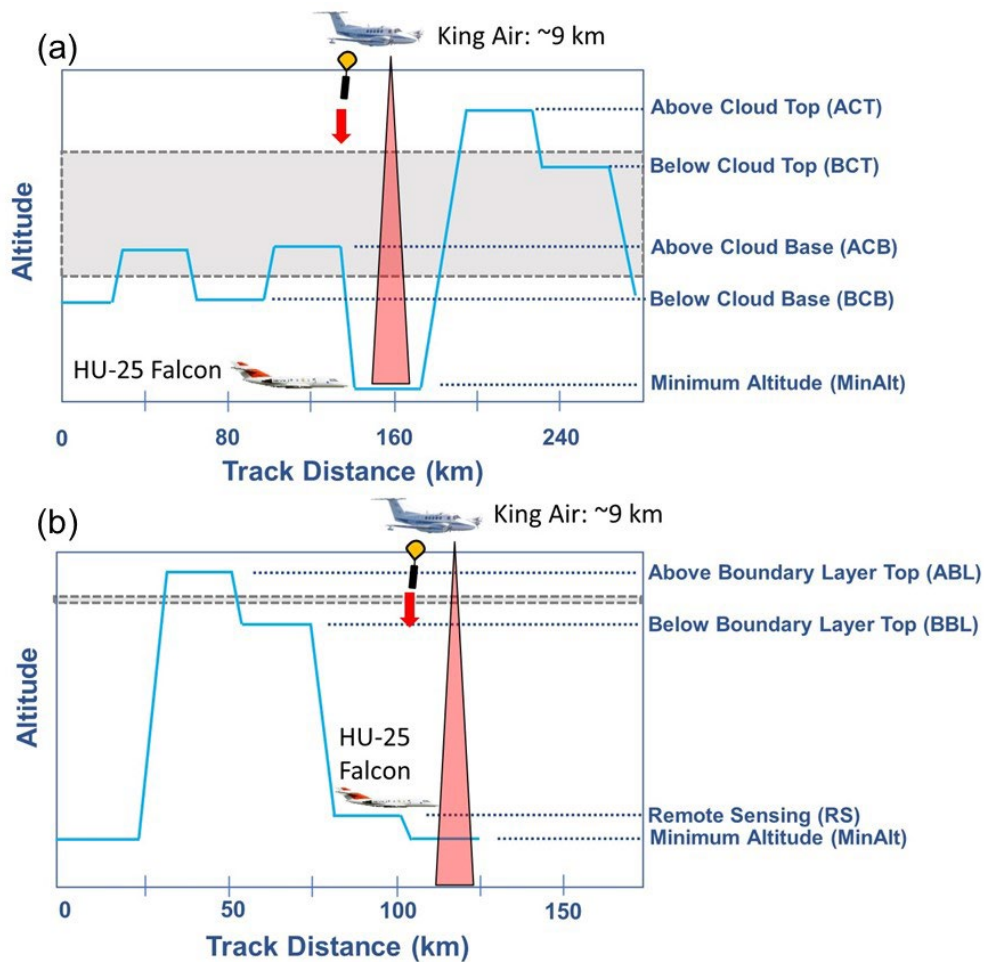 (a)
King Air: ~9 km
Above Cloud Top (ACT)
Below Cloud Top (BCT)
Above Cloud Base (ACB)
Below Cloud Base (BCB)
HU-25 Falcon
Minimum Altitude (MinAlt)
Altitude
0 80 160 240
Track Distance (km)
(b)
King Air: ~9 km
Above Boundary Layer Top (ABL)
Below Boundary Layer Top (BBL)
HU-25
Falcon
Remote Sensing (RS)
Minimum Altitude (MinAlt)
Altitude
0 50 100 150
Track Distance (km)